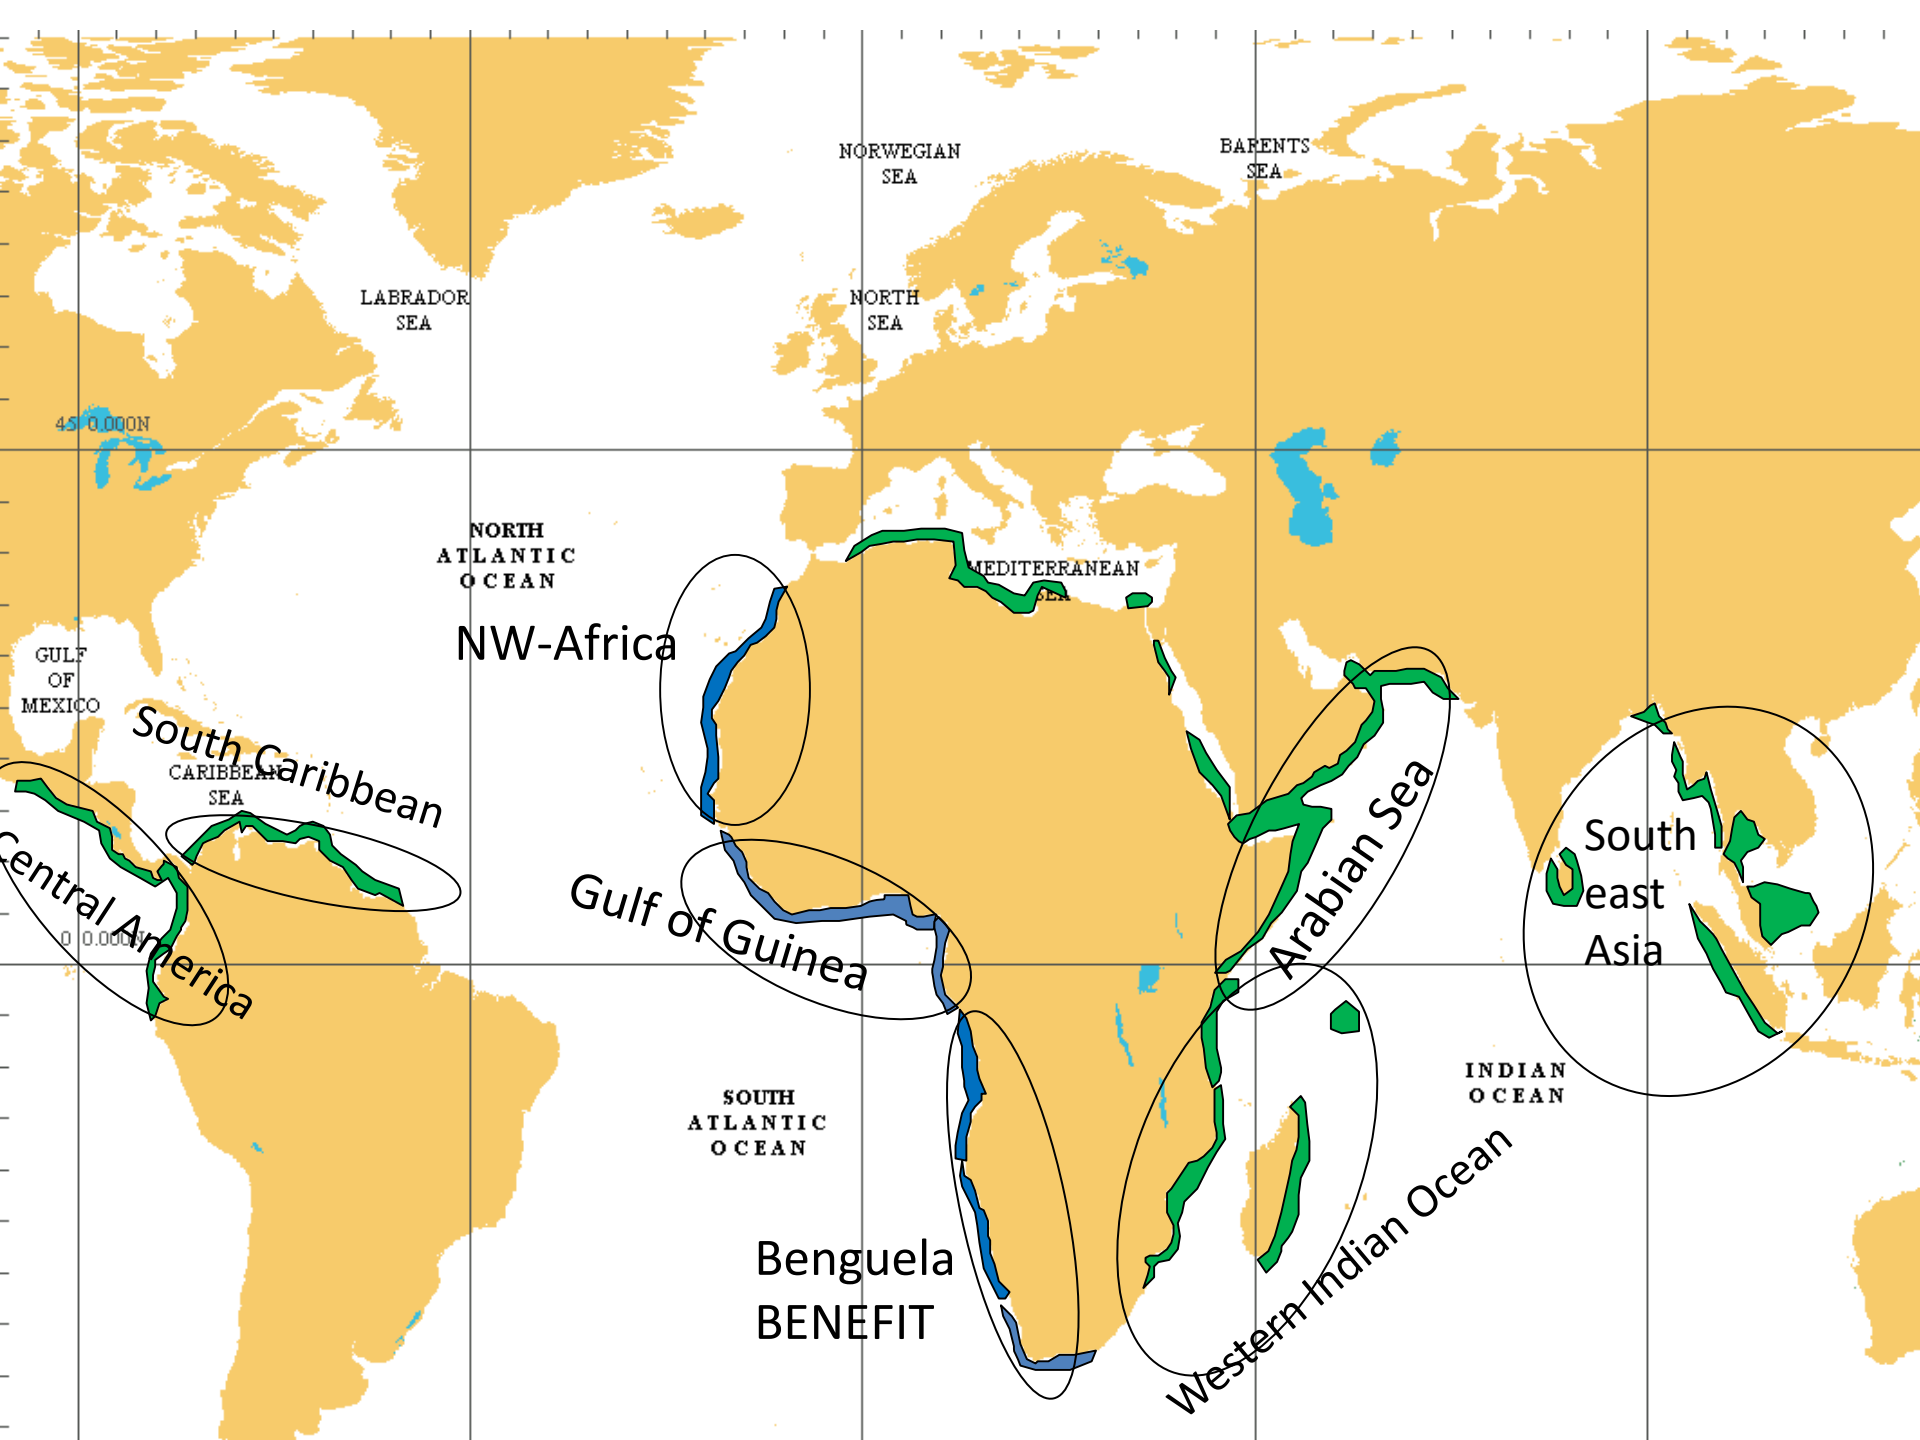 NORWEGIAN
SEA
BARENTS
SEA
LABRADOR
SEA
NORTH
SEA
45 0.000N
NORTH
ATLANTIC
OCEAN
MEDITERRANEAN
SEA
NW-Africa
GULF
OF
MEXICO
South Caribbean
CARIBBEAN
SEA
Central America
0 0.000N
Gulf of Guinea
Arabian Sea
South
east
Asia
INDIAN
OCEAN
SOUTH
ATLANTIC
OCEAN
Benguela
BENEFIT
Western Indian Ocean